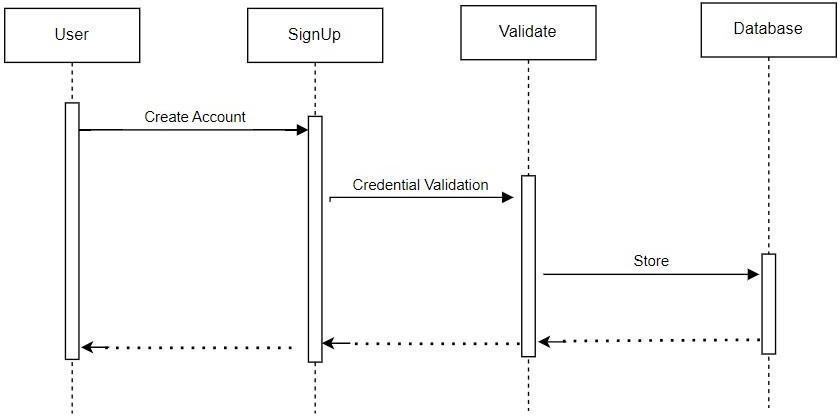 User
SignUp
Validate
Database
Create Account
Credential Validation
Store